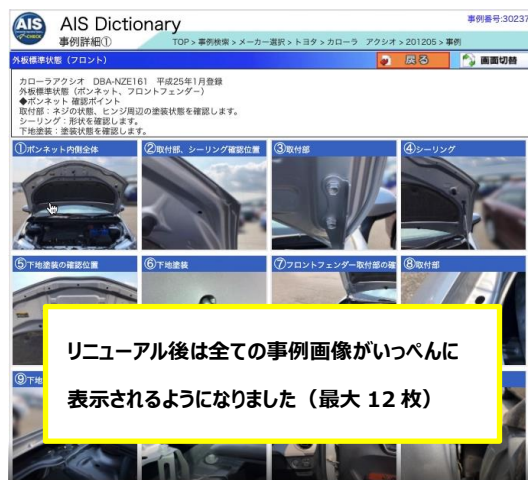 AIS
CHECK
AIS Dictionary
事例番号:30237
事例詳細①
TOP > 事例検索 > メーカー選択 > トヨタ > カローラ アクシオ > 201205 > 事例
外板標準状態（フロント）
戻る
画面切替
カローラアクシオ DBA-NZE161 平成25年1月登録
外板標準状態（ボンネット、フロントフェンダー）
◆ボンネット 確認ポイント
取付部：ネジの状態、ヒンジ周辺の塗装状態を確認します。
シーリング：形状を確認します。
下地塗装：塗装状態を確認します。
①ボンネット内側全体
②取付部、シーリング確認位置
③取付部
④シーリング
⑤下地塗装の確認位置
⑥下地塗装
⑦フロントフェンダー取付部の確
⑧取付部
⑨下地
リニューアル後は全ての事例画像がいっぺんに
表示されるようになりました（最大 12 枚）